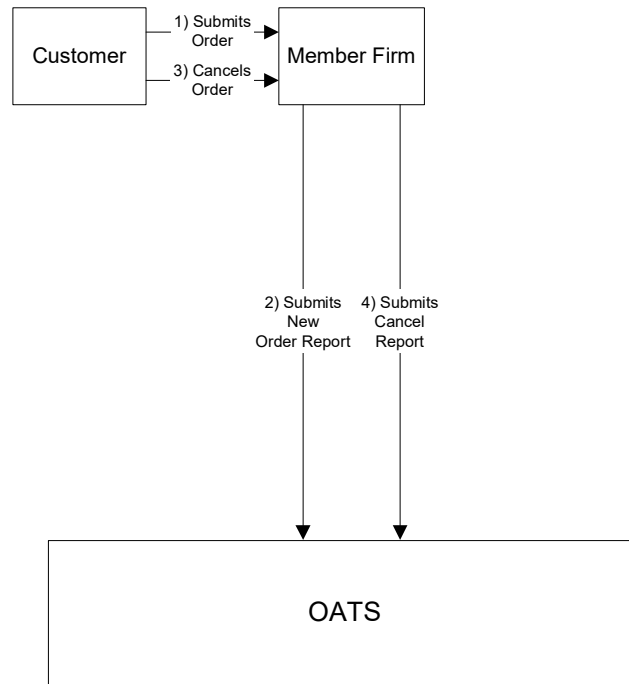 Customer
1) Submits
Order
3) Cancels
Order
Member Firm
2) Submits
New
Order Report
4) Submits
Cancel
Report
OATS